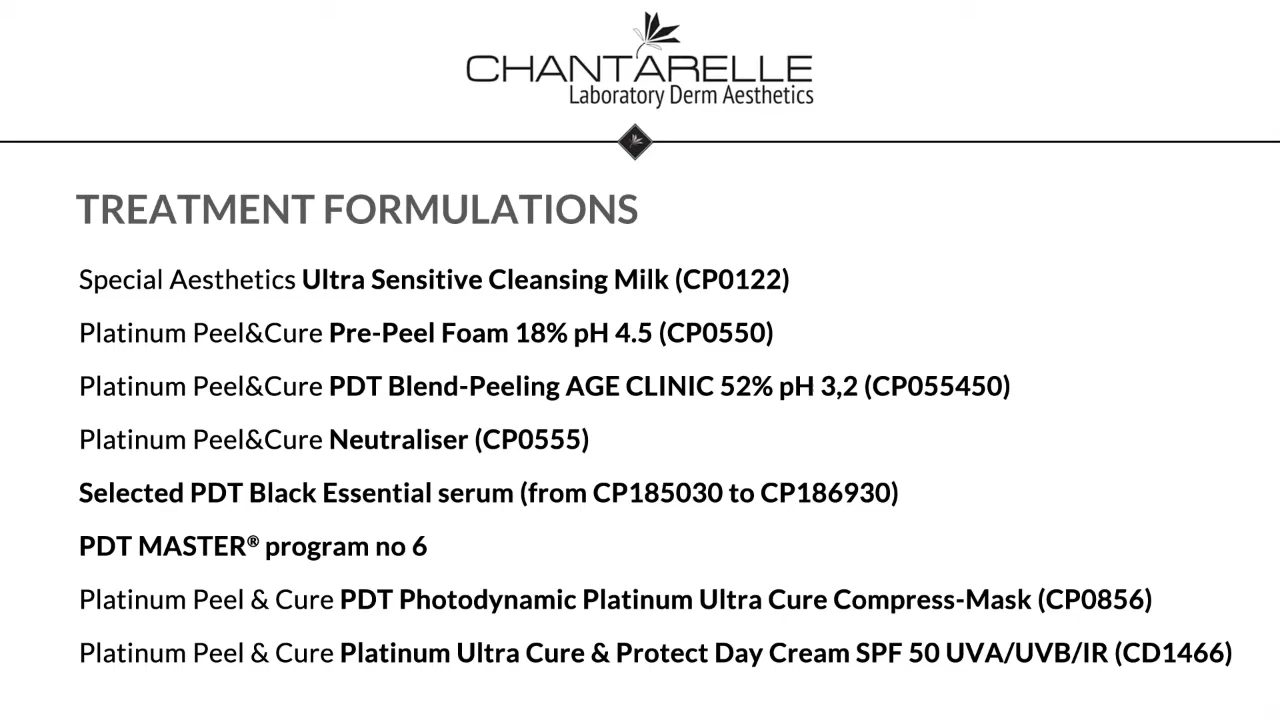 CHANTARELLE
Laboratory Derm Aesthetics
TREATMENT FORMULATIONS
Special Aesthetics Ultra Sensitive Cleansing Milk (CP0122)
Platinum Peel&Cure Pre-Peel Foam 18% pH 4.5 (CP0550)
Platinum Peel&Cure PDT Blend-Peeling AGE CLINIC 52% pH 3,2 (CP055450)
Platinum Peel&Cure Neutraliser (CP0555)
Selected PDT Black Essential serum (from CP185030 to CP186930)
PDT MASTER® program no 6
Platinum Peel & Cure PDT Photodynamic Platinum Ultra Cure Compress-Mask (CP0856)
Platinum Peel & Cure Platinum Ultra Cure & Protect Day Cream SPF 50 UVA/UVB/IR (CD1466)